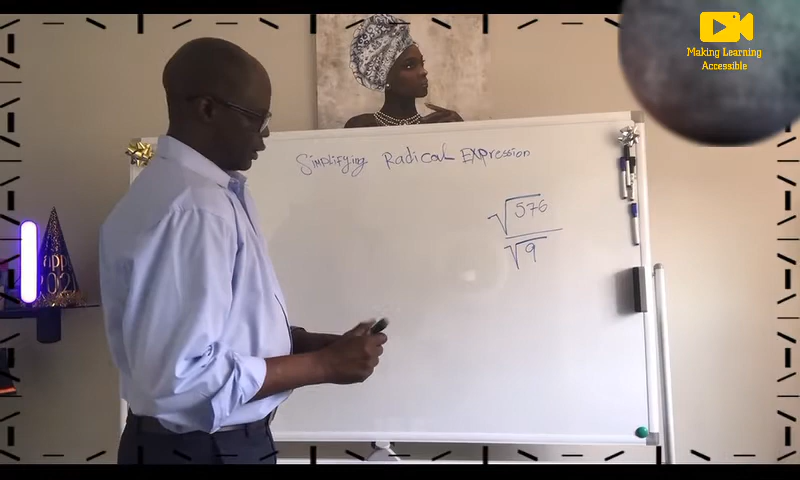 Making Learning
Accessible
Simplifying Radical Expression
√576
√9